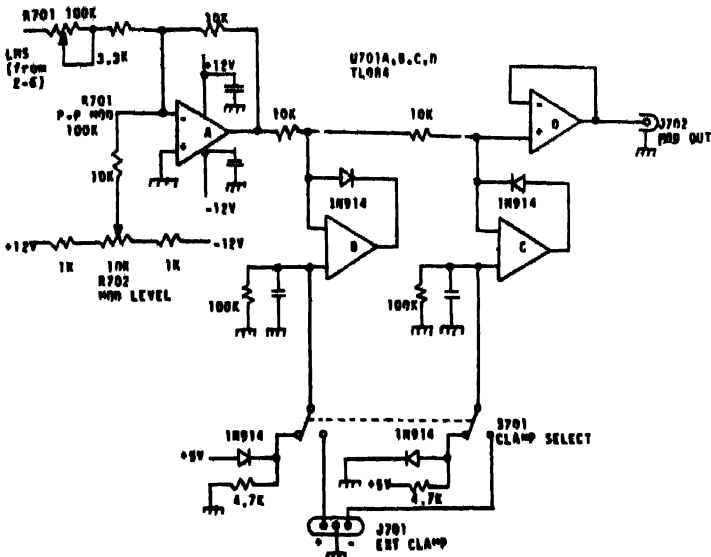 R701 100K
10K
LMS
(from
2-6)
3.3K
+12V
U701A,B,C,D
TL084
R701
P.P MOD
100K
-
+
A
10K
10K
-
+
D
J702
MOD OUT
10K
-12V
1N914
1N914
B
C
+12V
-12V
1K
10K
1K
R702
MOD LEVEL
100K
100K
1N914
1N914
S701
CLAMP SELECT
+5V
+5V
4.7K
4.7K
+
-
J701
EXT CLAMP